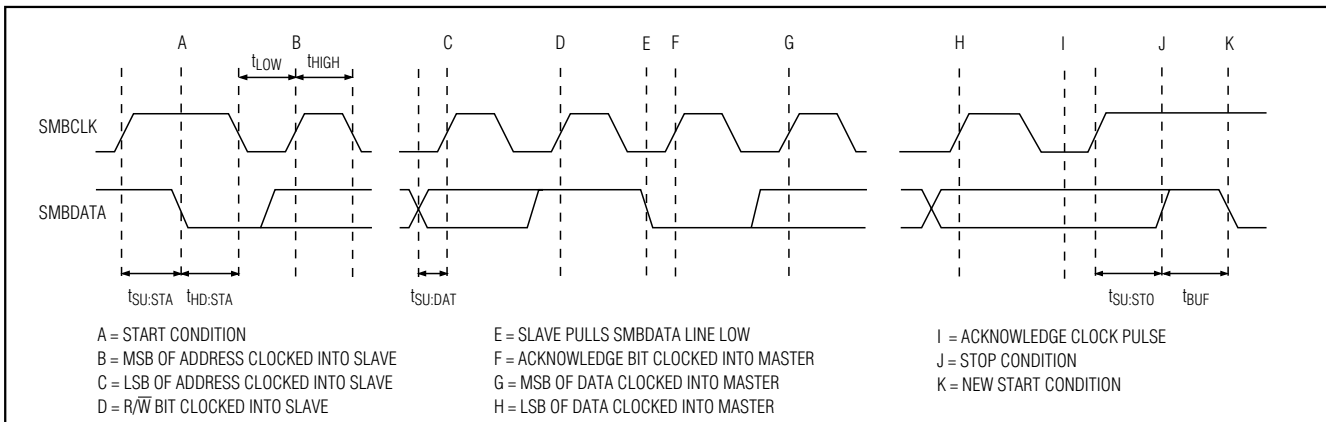 A B C D E F G H I J K
tLOW tHIGH
SMBCLK
SMBDATA
tSU:STA tHD:STA tSU:DAT tSU:STO tBUF
A = START CONDITION
B = MSB OF ADDRESS CLOCKED INTO SLAVE
C = LSB OF ADDRESS CLOCKED INTO SLAVE
D = R/W̅ BIT CLOCKED INTO SLAVE
E = SLAVE PULLS SMBDATA LINE LOW
F = ACKNOWLEDGE BIT CLOCKED INTO MASTER
G = MSB OF DATA CLOCKED INTO MASTER
H = LSB OF DATA CLOCKED INTO MASTER
I = ACKNOWLEDGE CLOCK PULSE
J = STOP CONDITION
K = NEW START CONDITION